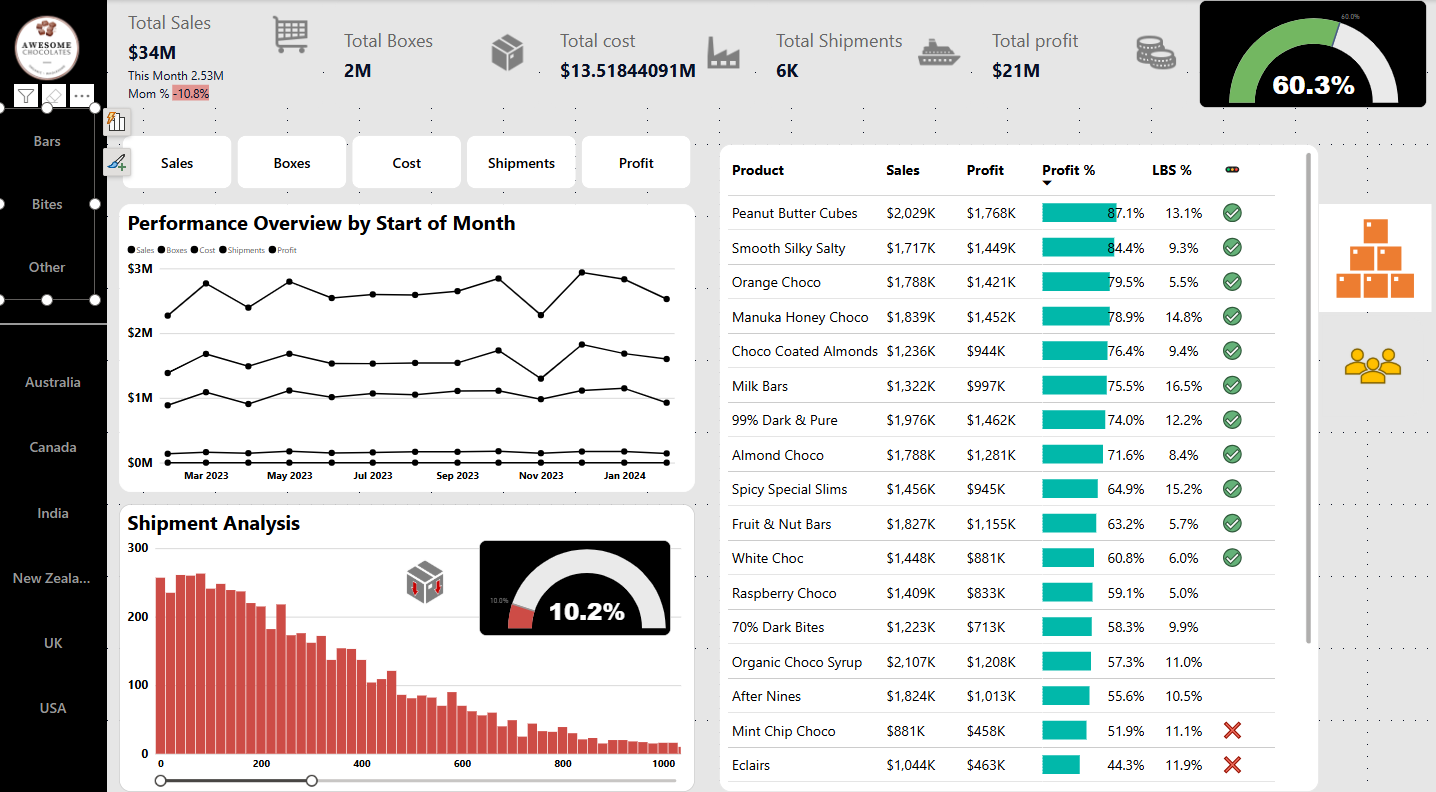 AWESOME
CHOCOLATES
Total Sales
$34M
This Month 2.53M
Mom % -10.8%
Total Boxes
2M
Total cost
$13.51844091M
Total Shipments
6K
Total profit
$21M
60.0%
60.3%
Bars
Bites
Other
Australia
Canada
India
New Zeala...
UK
USA
Sales Boxes Cost Shipments Profit
Performance Overview by Start of Month
Sales Boxes Cost Shipments Profit
$3M
$2M
$1M
$0M
Mar 2023 May 2023 Jul 2023 Sep 2023 Nov 2023 Jan 2024
Shipment Analysis
300
200
100
0
0 200 400 600 800 1000
10.0%
10.2%
Product Sales Profit Profit % LBS %
Peanut Butter Cubes $2,029K $1,768K 87.1% 13.1%
Smooth Silky Salty $1,717K $1,449K 84.4% 9.3%
Orange Choco $1,788K $1,421K 79.5% 5.5%
Manuka Honey Choco $1,839K $1,452K 78.9% 14.8%
Choco Coated Almonds $1,236K $944K 76.4% 9.4%
Milk Bars $1,322K $997K 75.5% 16.5%
99% Dark & Pure $1,976K $1,462K 74.0% 12.2%
Almond Choco $1,788K $1,281K 71.6% 8.4%
Spicy Special Slims $1,456K $945K 64.9% 15.2%
Fruit & Nut Bars $1,827K $1,155K 63.2% 5.7%
White Choc $1,448K $881K 60.8% 6.0%
Raspberry Choco $1,409K $833K 59.1% 5.0%
70% Dark Bites $1,223K $713K 58.3% 9.9%
Organic Choco Syrup $2,107K $1,208K 57.3% 11.0%
After Nines $1,824K $1,013K 55.6% 10.5%
Mint Chip Choco $881K $458K 51.9% 11.1%
Eclairs $1,044K $463K 44.3% 11.9%